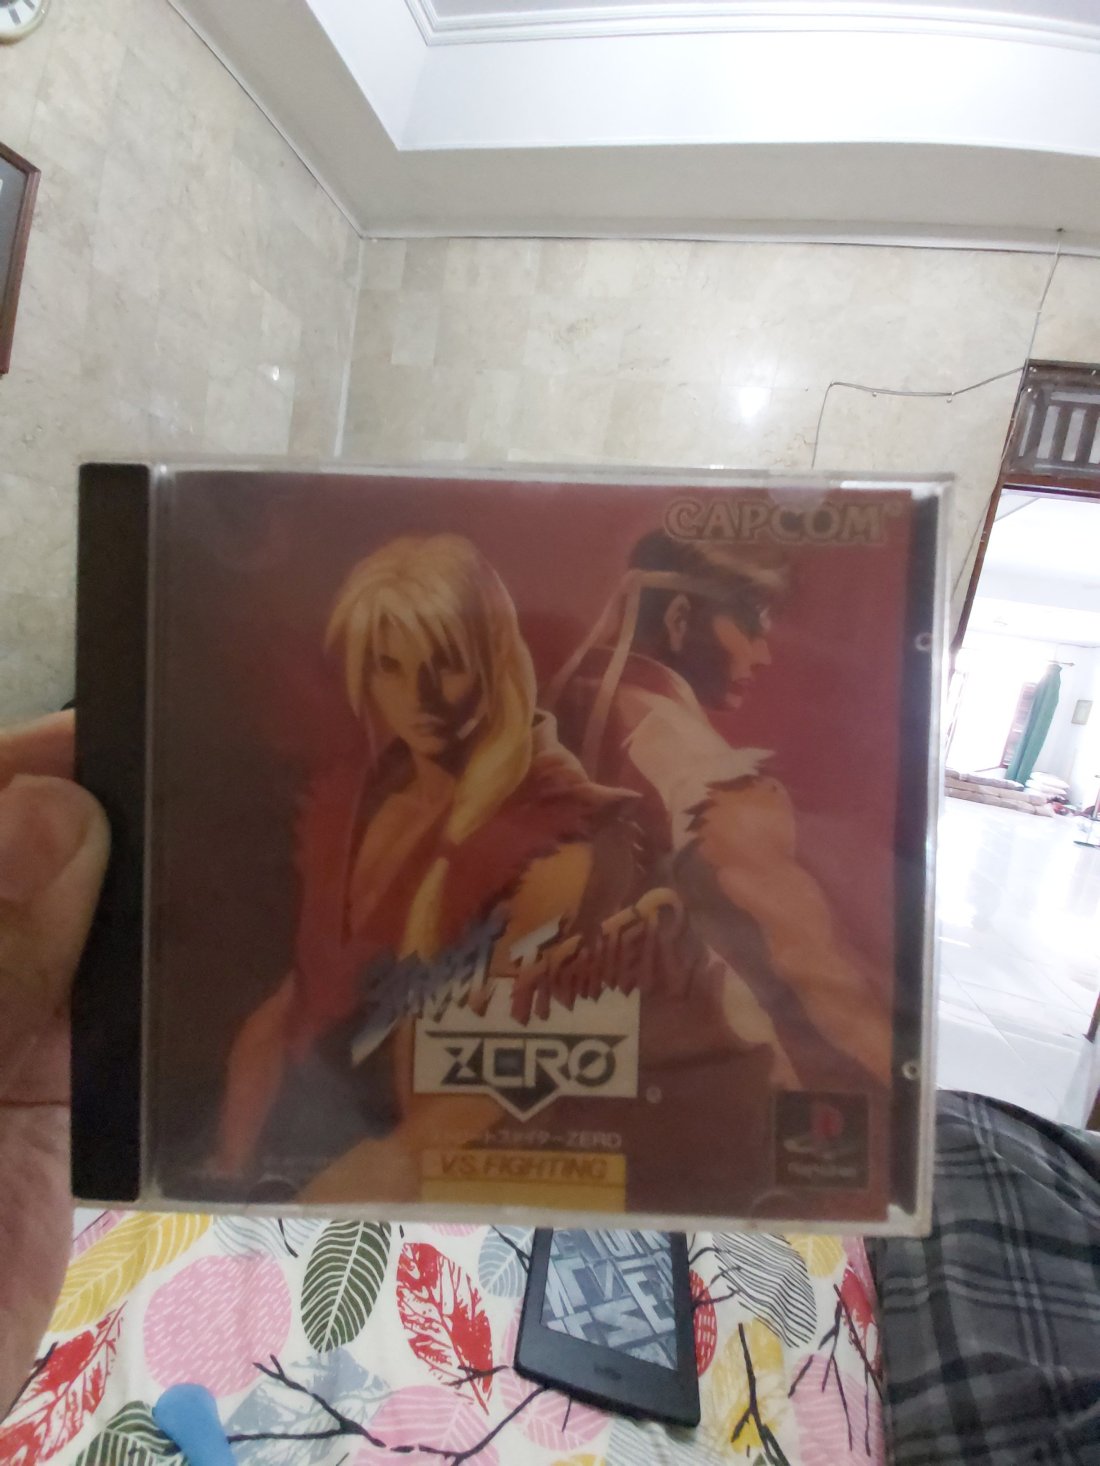 CAPCOM
STREET FIGHTER
ZERO
ストリートファイターZERO
V.S. FIGHTING
PlayStation